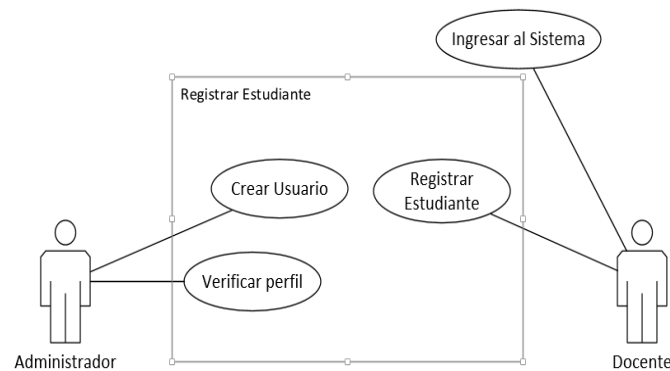 Ingresar al Sistema
Registrar Estudiante
Crear Usuario
Registrar
Estudiante
Verificar perfil
Administrador
Docente